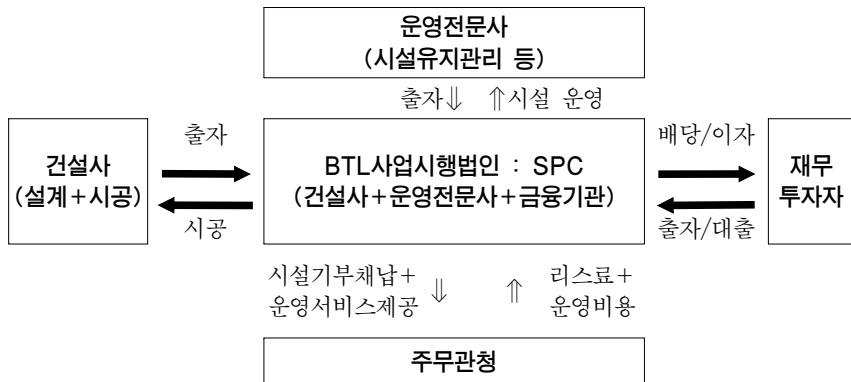 운영전문사
(시설유지관리 등)
출자⇓ ⇑시설 운영
건설사
(설계+시공)
출자
시공
BTL사업시행법인 : SPC
(건설사+운영전문사+금융기관)
배당/이자
출자/대출
재무
투자자
시설기부채납+
운영서비스제공 ⇓
⇑ 리스료+
운영비용
주무관청